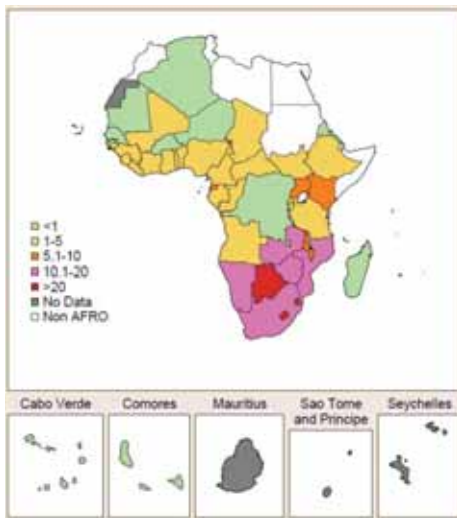 <1
1-5
5.1-10
10.1-20
>20
No Data
Non AFRO
Cabo Verde
Comores
Mauritius
Sao Tome
and Principe
Seychelles